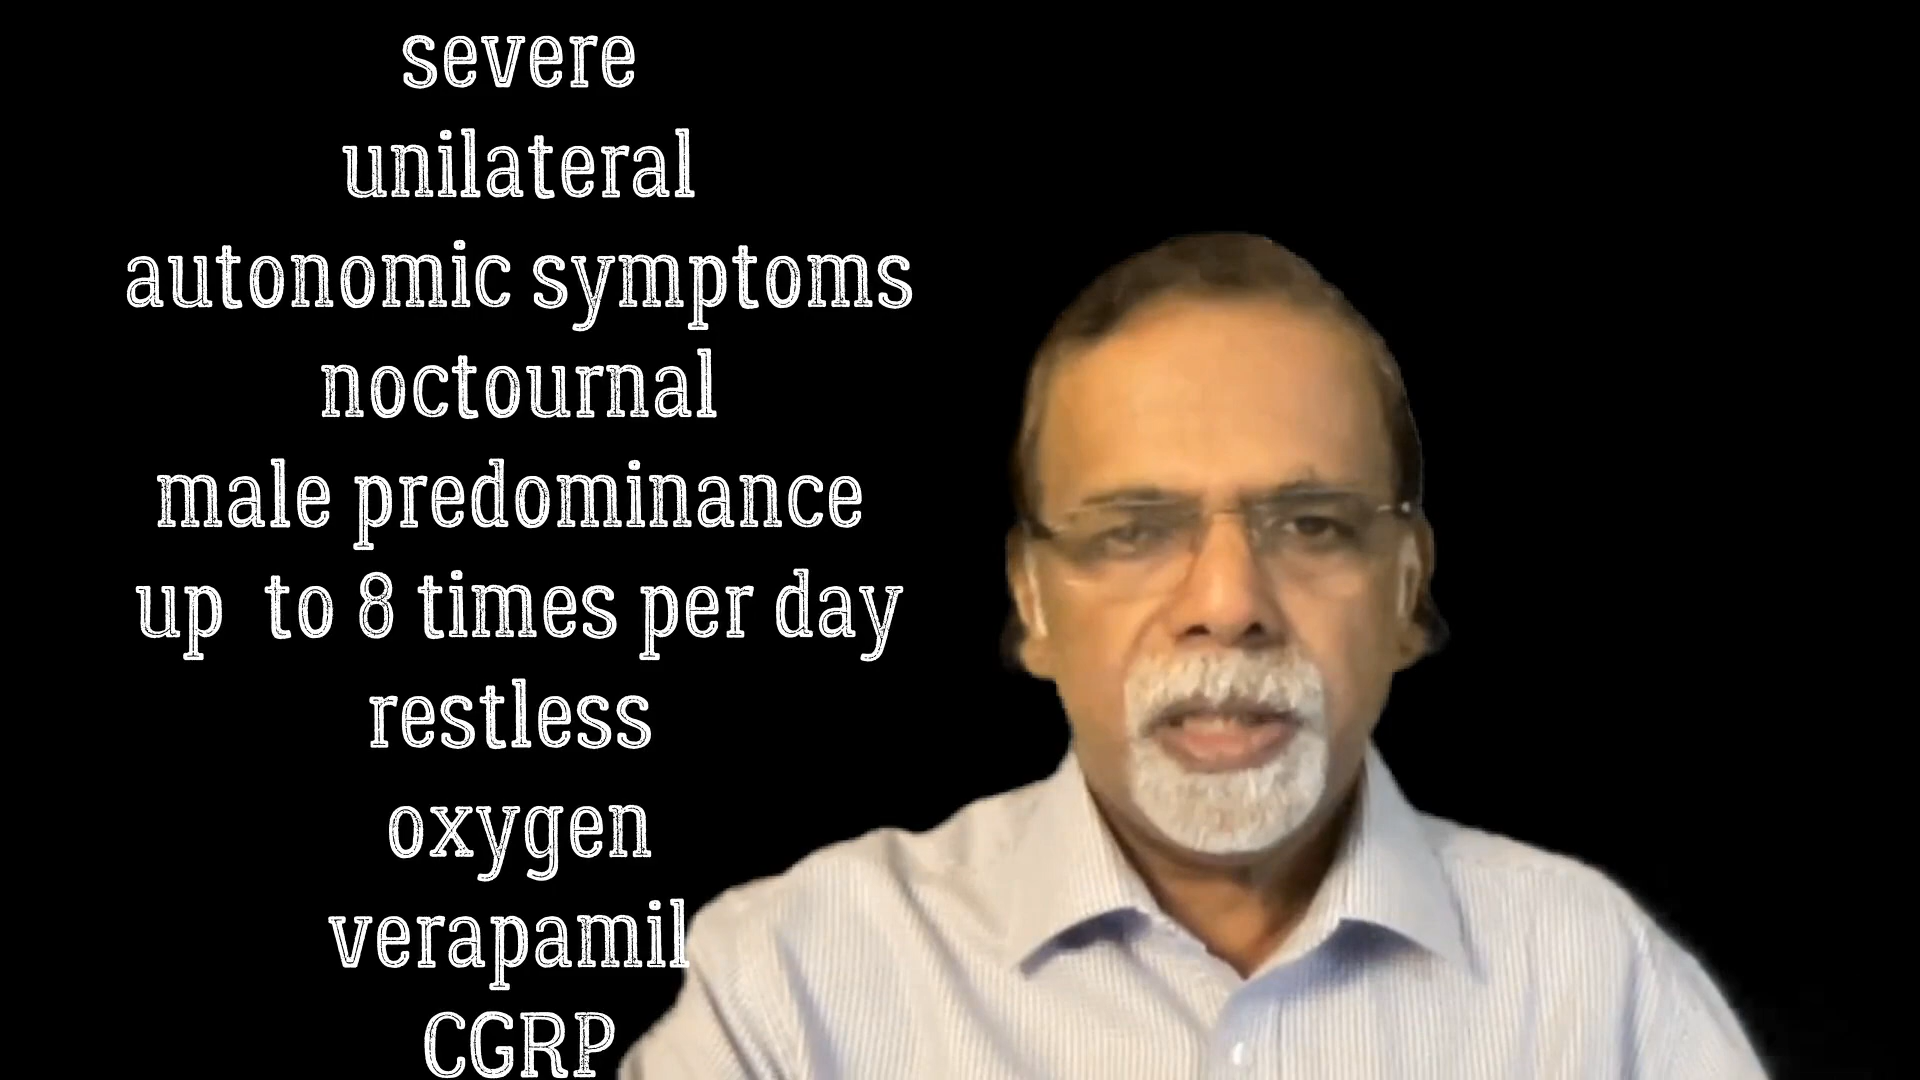 severe
unilateral
autonomic symptoms
noctournal
male predominance
up to 8 times per day
restless
oxygen
verapamil
CGRP